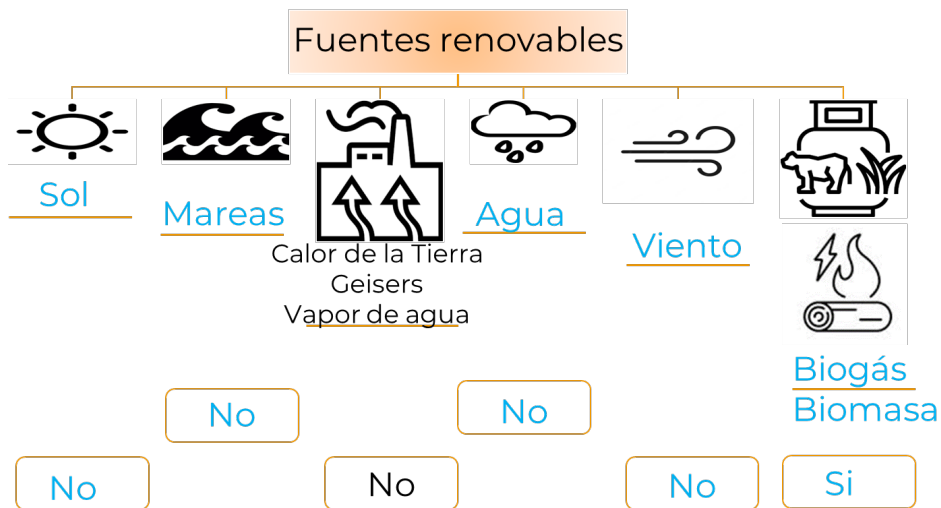 Fuentes renovables
Sol
Mareas
Calor de la Tierra
Geisers
Vapor de agua
Agua
Viento
Biogás
Biomasa
No
No
No
No
No
Si